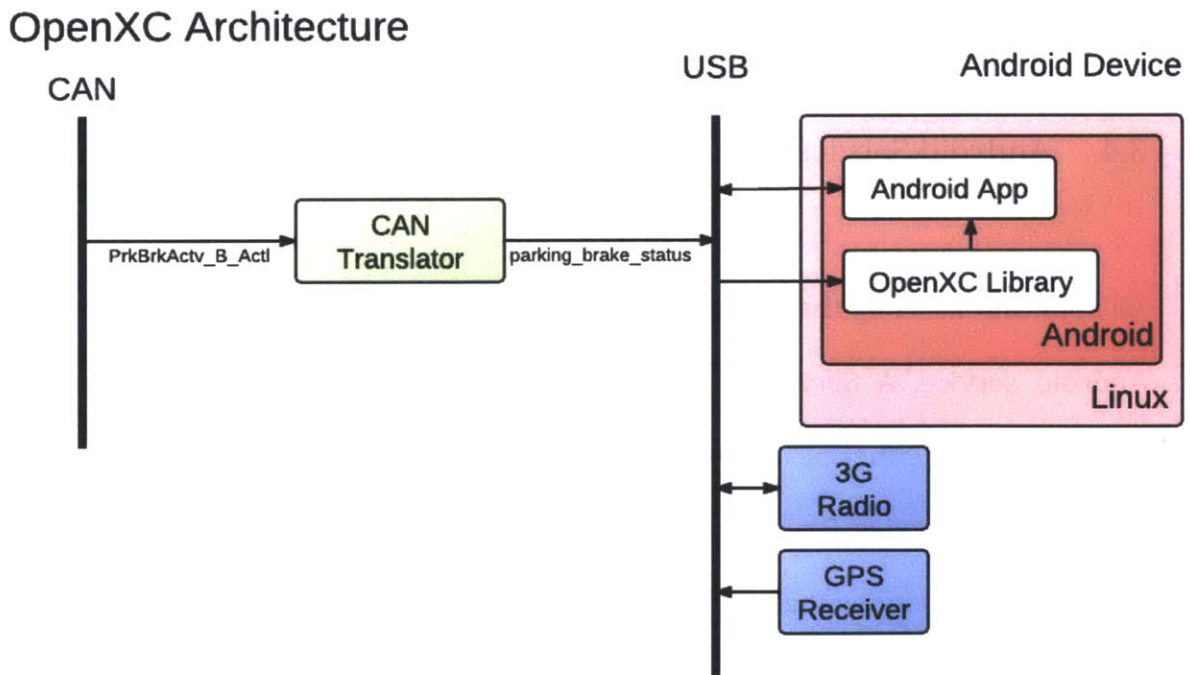 OpenXC Architecture
CAN
USB
Android Device
PrkBrkActv_B_Actl
CAN
Translator
parking_brake_status
Android App
OpenXC Library
Android
Linux
3G
Radio
GPS
Receiver